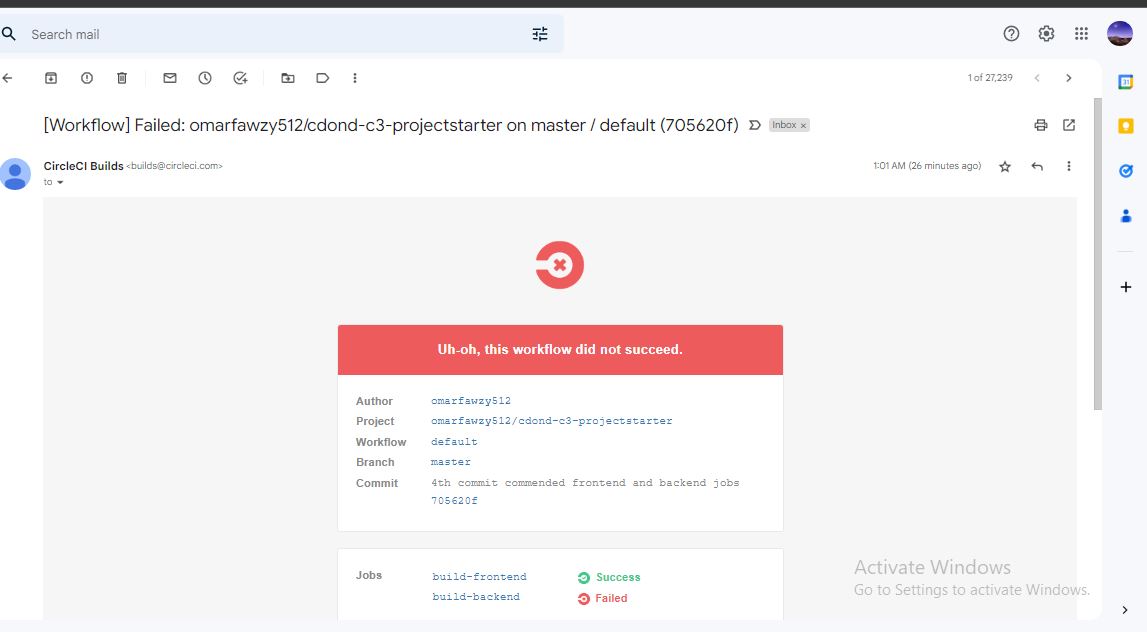 Search mail
1 of 27,239
[Workflow] Failed: omarfawzy512/cdond-c3-projectstarter on master / default (705620f)
Inbox ×
CircleCI Builds <builds@circleci.com>
1:01 AM (26 minutes ago)
to
31
Uh-oh, this workflow did not succeed.
Author omarfawzy512
Project omarfawzy512/cdond-c3-projectstarter
Workflow default
Branch master
Commit 4th commit commended frontend and backend jobs
705620f
Jobs build-frontend Success
build-backend Failed
Activate Windows
Go to Settings to activate Windows.